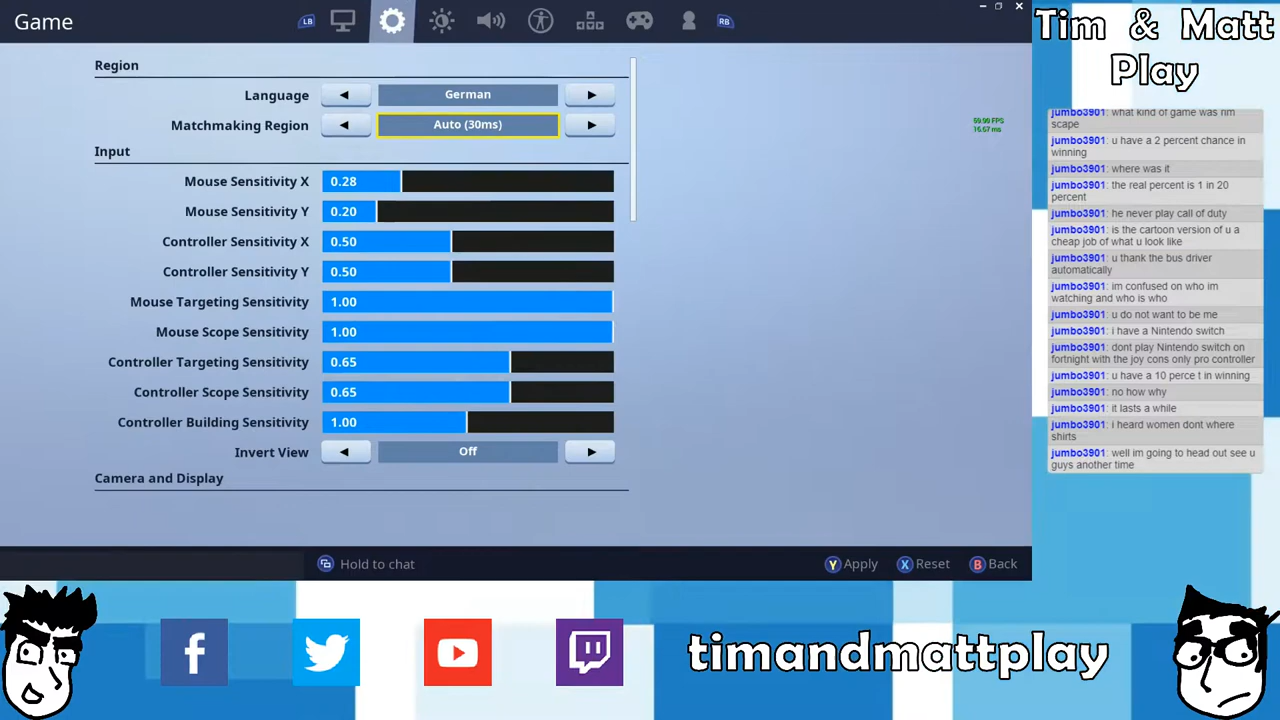 Game
LB
RB
Region
Language
German
Matchmaking Region
Auto (30ms)
Input
Mouse Sensitivity X
0.28
Mouse Sensitivity Y
0.20
Controller Sensitivity X
0.50
Controller Sensitivity Y
0.50
Mouse Targeting Sensitivity
1.00
Mouse Scope Sensitivity
1.00
Controller Targeting Sensitivity
0.65
Controller Scope Sensitivity
0.65
Controller Building Sensitivity
1.00
Invert View
Off
Camera and Display
Hold to chat
Y Apply
X Reset
B Back
60.00 FPS
16.67 ms
Tim & Matt
Play
jumbo3901: what kind of game was rim
scape
jumbo3901: u have a 2 percent chance in
winning
jumbo3901: where was it
jumbo3901: the real percent is 1 in 20
percent
jumbo3901: he never play call of duty
jumbo3901: is the cartoon version of u a
cheap job of what u look like
jumbo3901: u thank the bus driver
automatically
jumbo3901: im confused on who im
watching and who is who
jumbo3901: u do not want to be me
jumbo3901: i have a Nintendo switch
jumbo3901: dont play Nintendo switch on
fortnight with the joy cons only pro controller
jumbo3901: u have a 10 perce t in winning
jumbo3901: no how why
jumbo3901: it lasts a while
jumbo3901: i heard women dont where
shirts
jumbo3901: well im going to head out see u
guys another time
timandmattplay